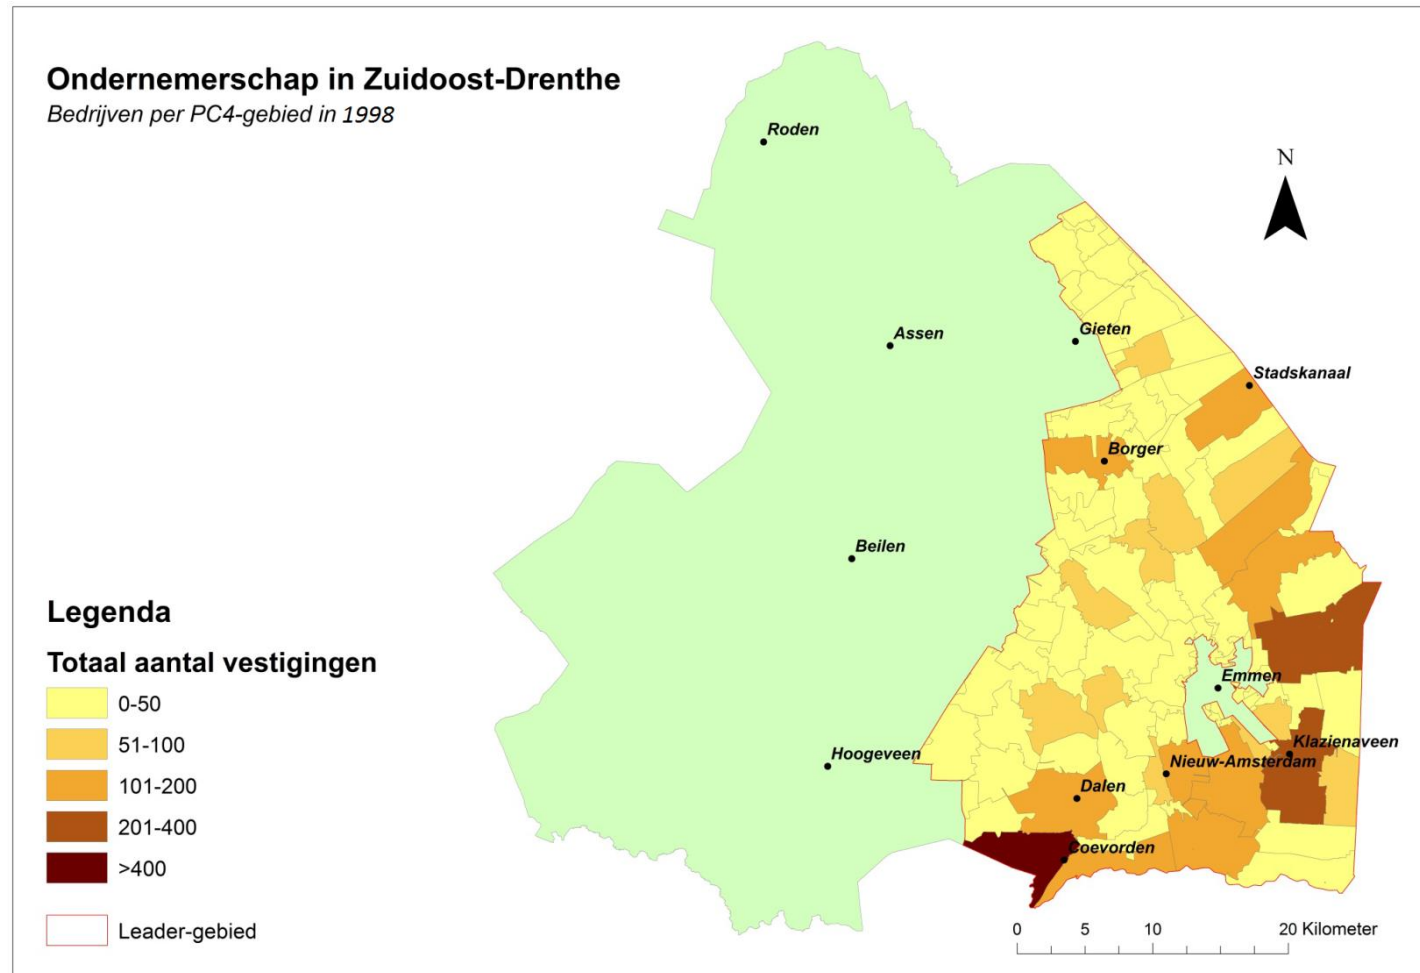 Ondernemerschap in Zuidoost-Drenthe
Bedrijven per PC4-gebied in 1998
N
Roden
Assen
Gieten
Stadskanaal
Borger
Beilen
Emmen
Klazienaveen
Nieuw-Amsterdam
Hoogeveen
Dalen
Coevorden
Legenda
Totaal aantal vestigingen
0-50
51-100
101-200
201-400
>400
Leader-gebied
0 5 10 20 Kilometer